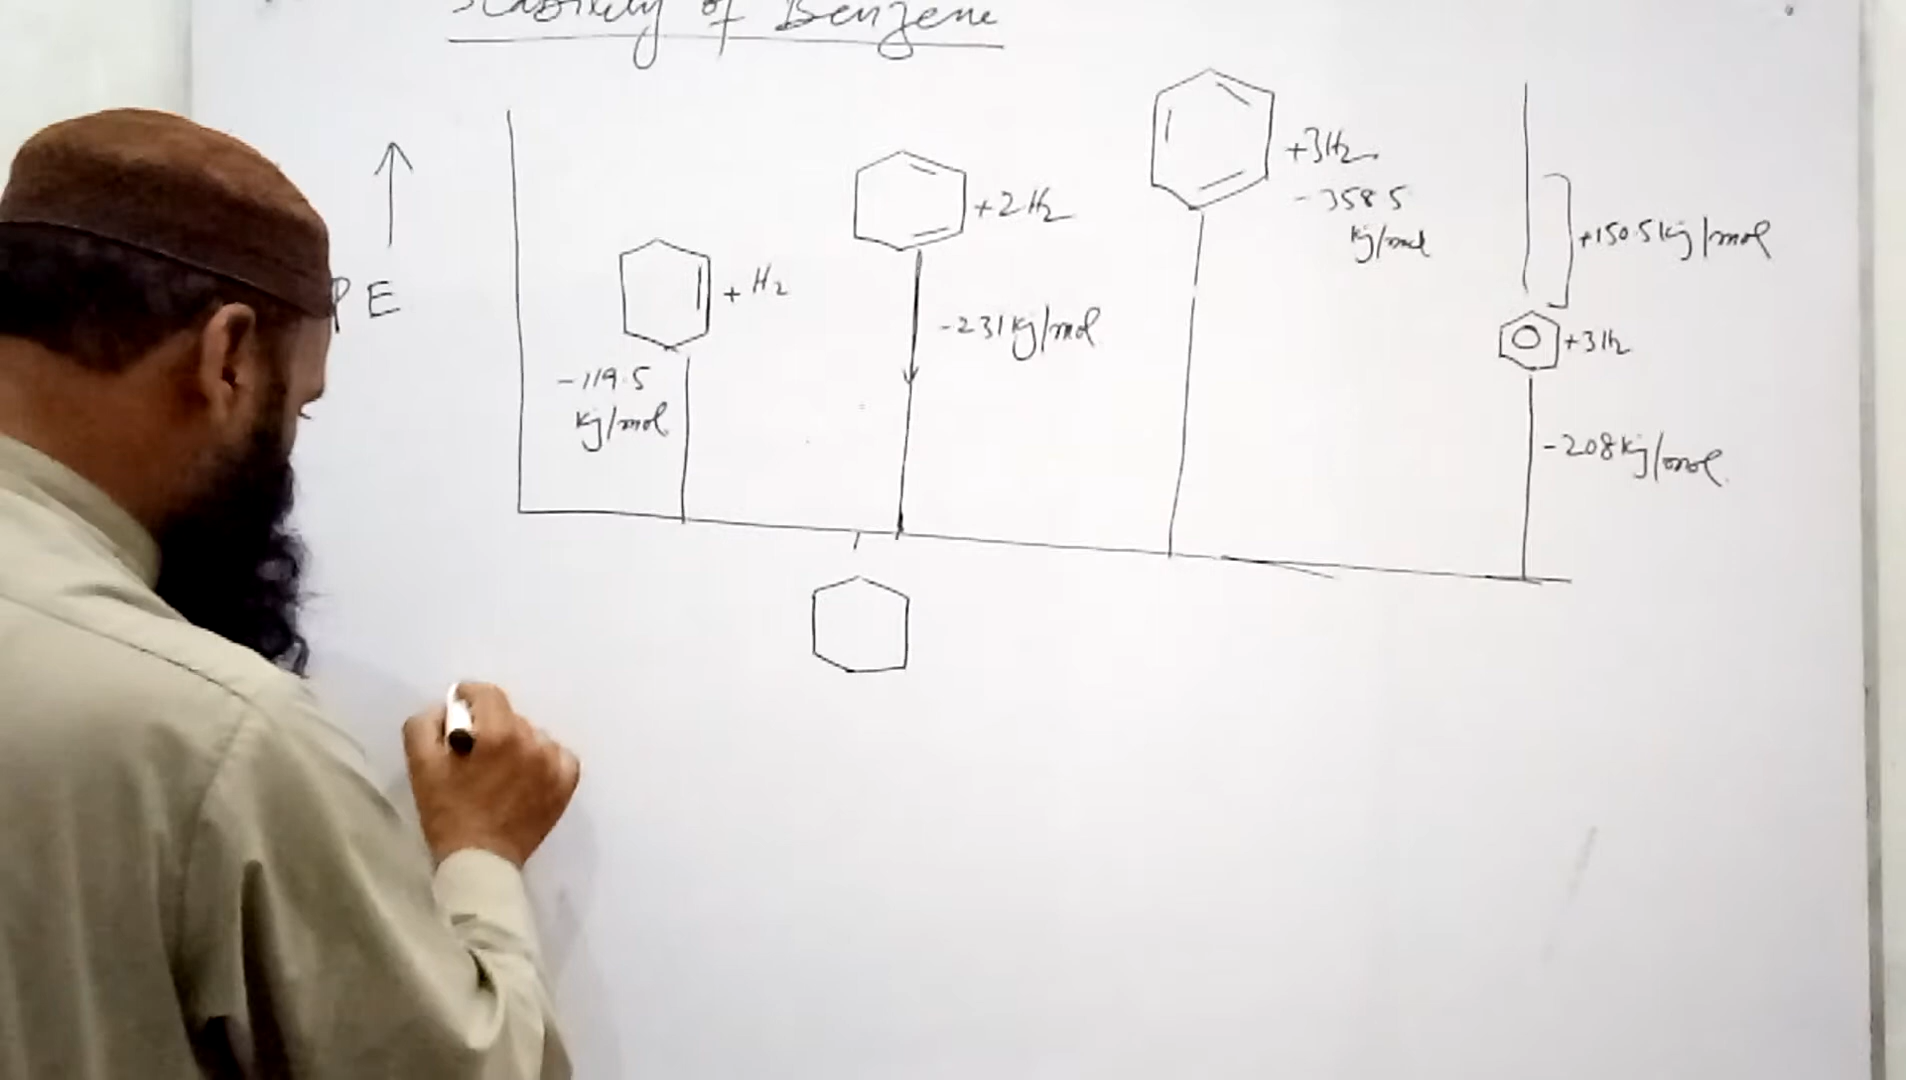 Stability of Benzene
PE
+ H2
-119.5
kj/mol
+2H2
-231 kj/mol
+3H2
-358.5
kj/mol
+150.5 kj/mol
+3H2
-208 kj/mol